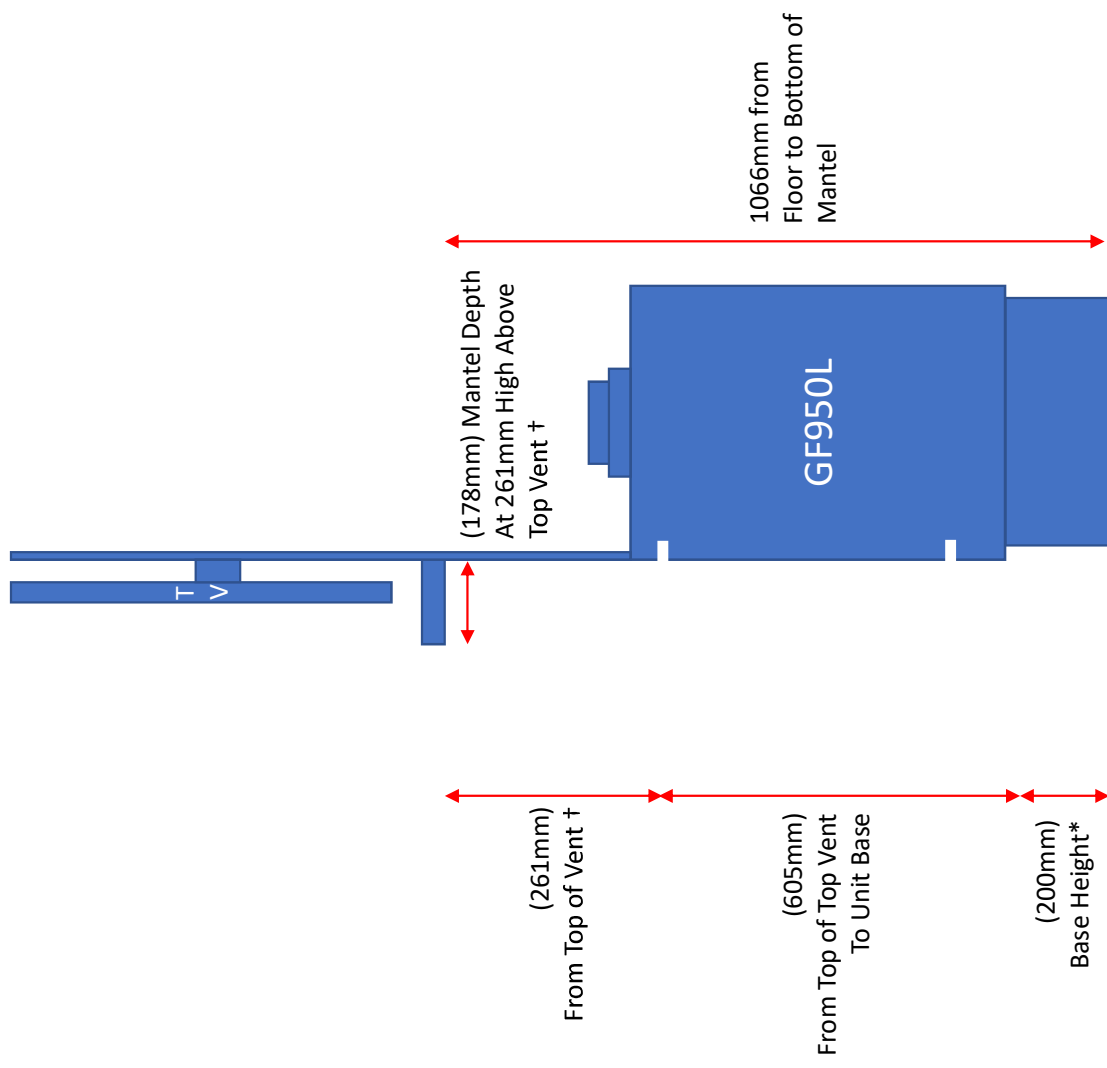 T
V
(178mm) Mantel Depth
At 261mm High Above
Top Vent †
1066mm from
Floor to Bottom of
Mantel
(261mm)
From Top of Vent †
GF950L
(605mm)
From Top of Top Vent
To Unit Base
(200mm)
Base Height*